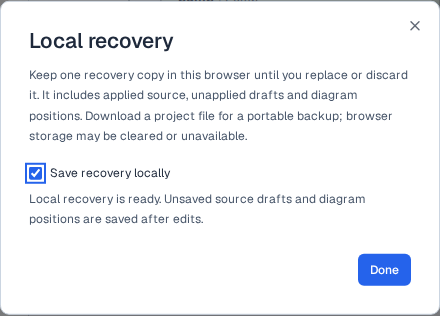 Local recovery
Keep one recovery copy in this browser until you replace or discard
it. It includes applied source, unapplied drafts and diagram
positions. Download a project file for a portable backup; browser
storage may be cleared or unavailable.
Save recovery locally
Local recovery is ready. Unsaved source drafts and diagram
positions are saved after edits.
Done